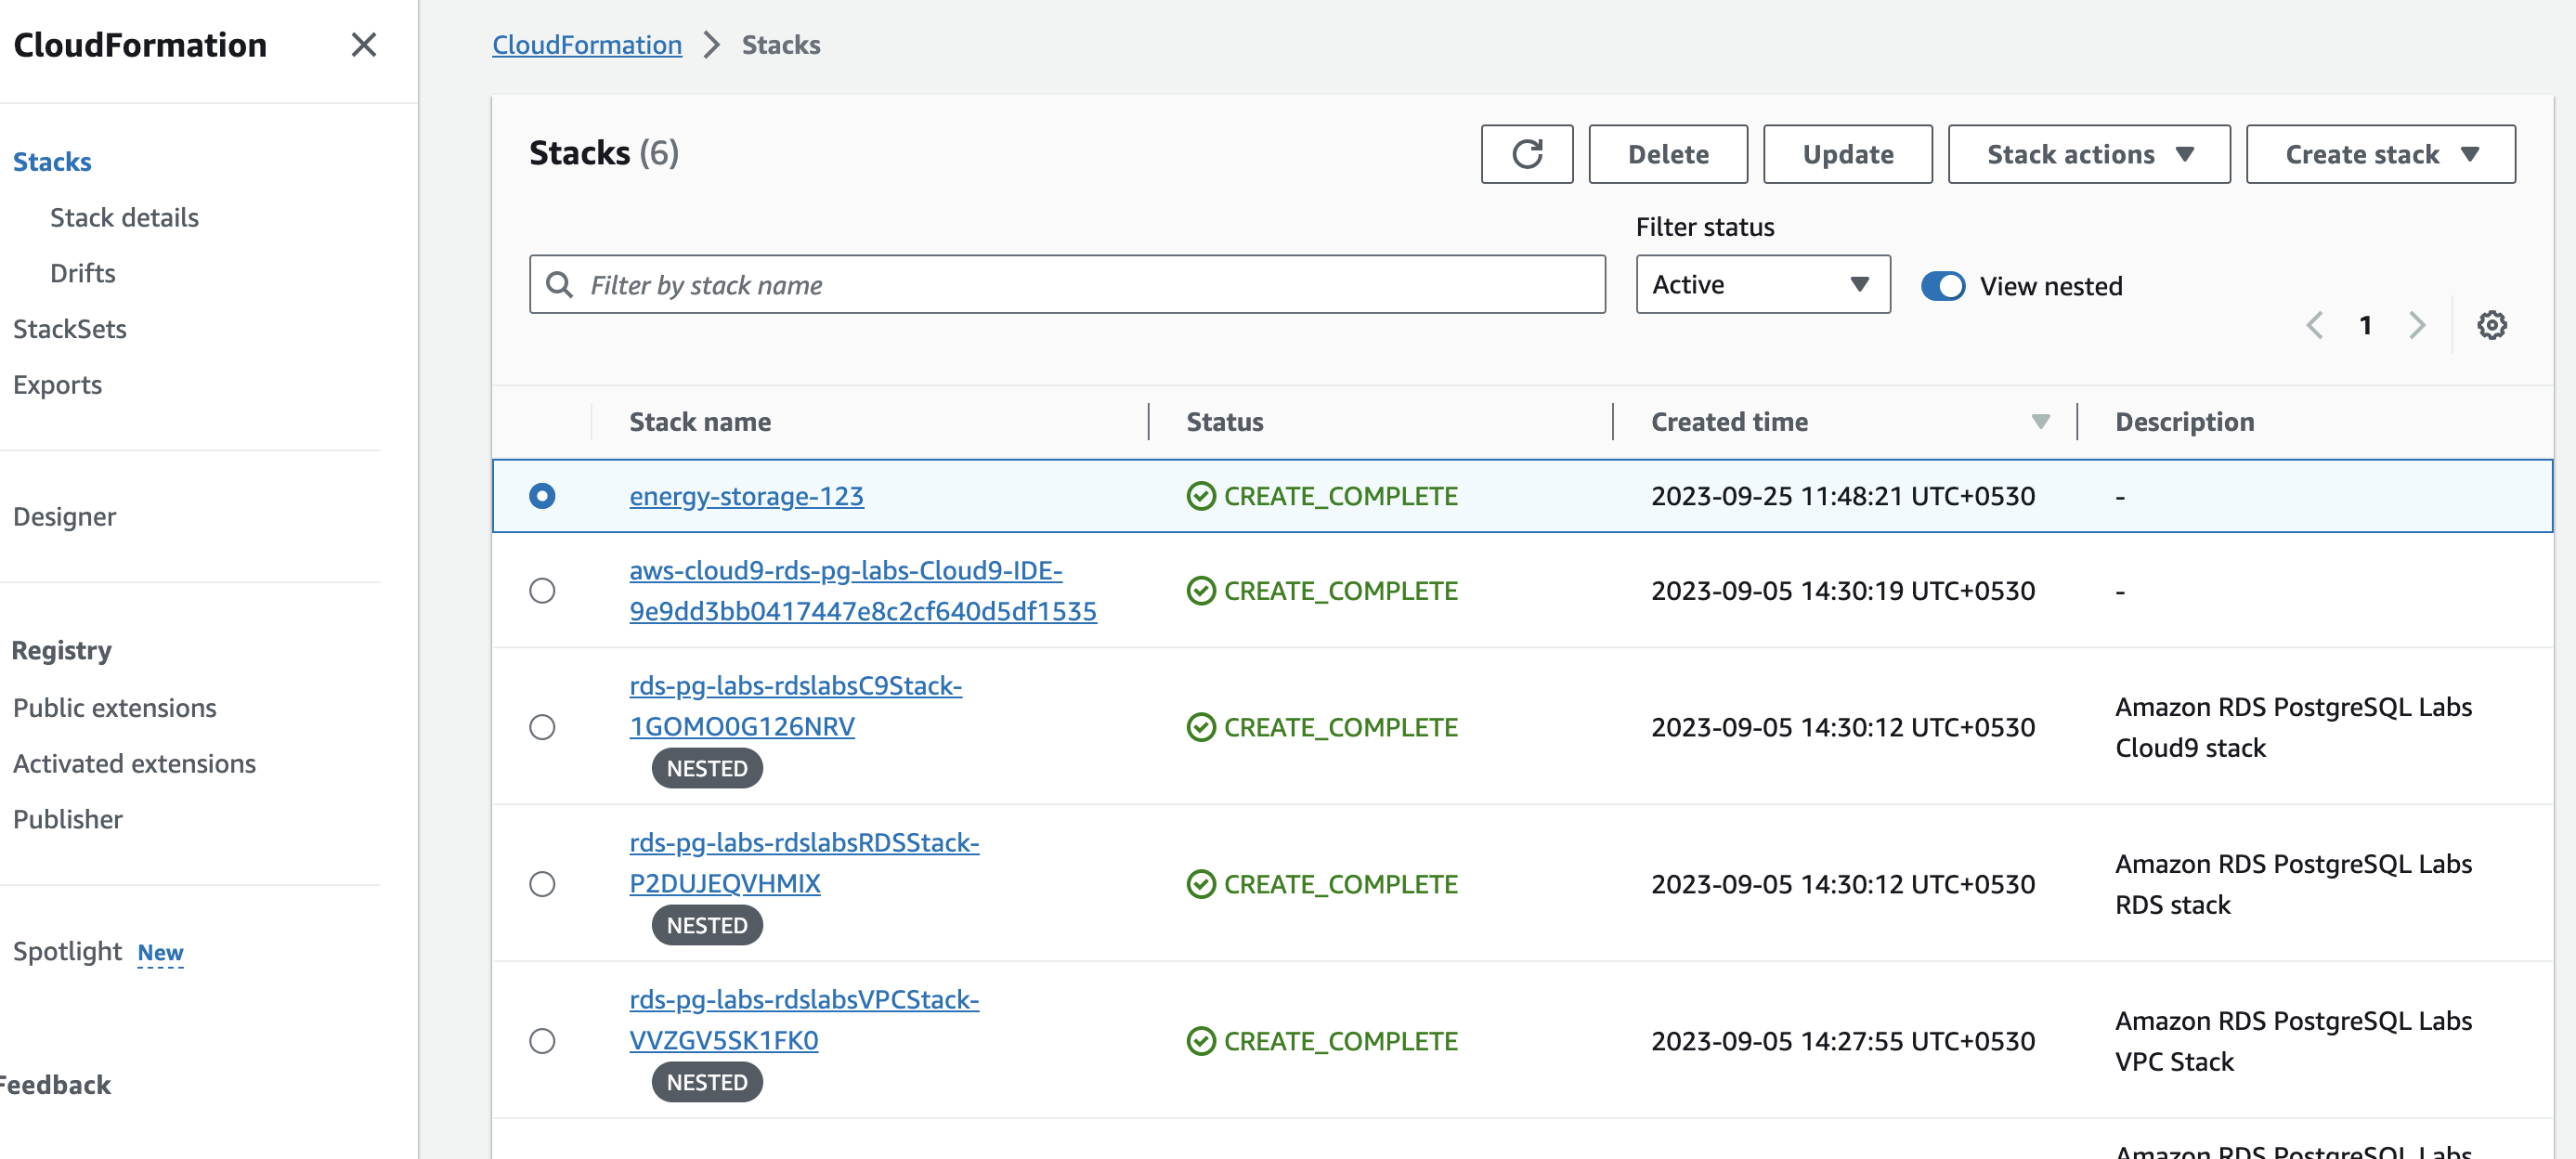 CloudFormation
Stacks
Stack details
Drifts
StackSets
Exports
Designer
Registry
Public extensions
Activated extensions
Publisher
Spotlight New
Feedback
CloudFormation > Stacks
Stacks (6)
Delete
Update
Stack actions
Create stack
Filter status
Filter by stack name
Active
View nested
1
Stack name Status Created time Description
energy-storage-123 CREATE_COMPLETE 2023-09-25 11:48:21 UTC+0530 -
aws-cloud9-rds-pg-labs-Cloud9-IDE-
9e9dd3bb0417447e8c2cf640d5df1535
CREATE_COMPLETE 2023-09-05 14:30:19 UTC+0530 -
rds-pg-labs-rdslabsC9Stack-
1GOMO0G126NRV
NESTED
CREATE_COMPLETE 2023-09-05 14:30:12 UTC+0530
Amazon RDS PostgreSQL Labs
Cloud9 stack
rds-pg-labs-rdslabsRDSStack-
P2DUJEQVHMIX
NESTED
CREATE_COMPLETE 2023-09-05 14:30:12 UTC+0530
Amazon RDS PostgreSQL Labs
RDS stack
rds-pg-labs-rdslabsVPCStack-
VVZGV5SK1FK0
NESTED
CREATE_COMPLETE 2023-09-05 14:27:55 UTC+0530
Amazon RDS PostgreSQL Labs
VPC Stack
Amazon RDS PostgreSQL Labs